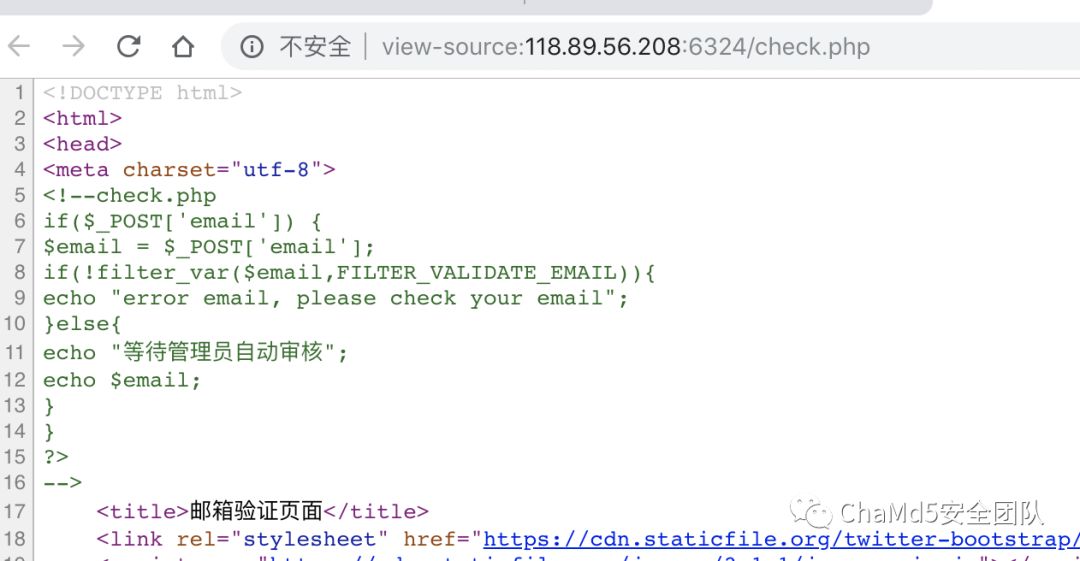 不安全 | view-source:118.89.56.208:6324/check.php
1 <!DOCTYPE html>
2 <html>
3 <head>
4 <meta charset="utf-8">
5 <!--check.php
6 if($_POST['email']) {
7 $email = $_POST['email'];
8 if(!filter_var($email,FILTER_VALIDATE_EMAIL)){
9 echo "error email, please check your email";
10 }else{
11 echo "等待管理员自动审核";
12 echo $email;
13 }
14 }
15 ?>
16 -->
17 <title>邮箱验证页面</title>
18 <link rel="stylesheet" href="https://cdn.staticfile.org/twitter-bootstrap/
ChaMd5安全团队